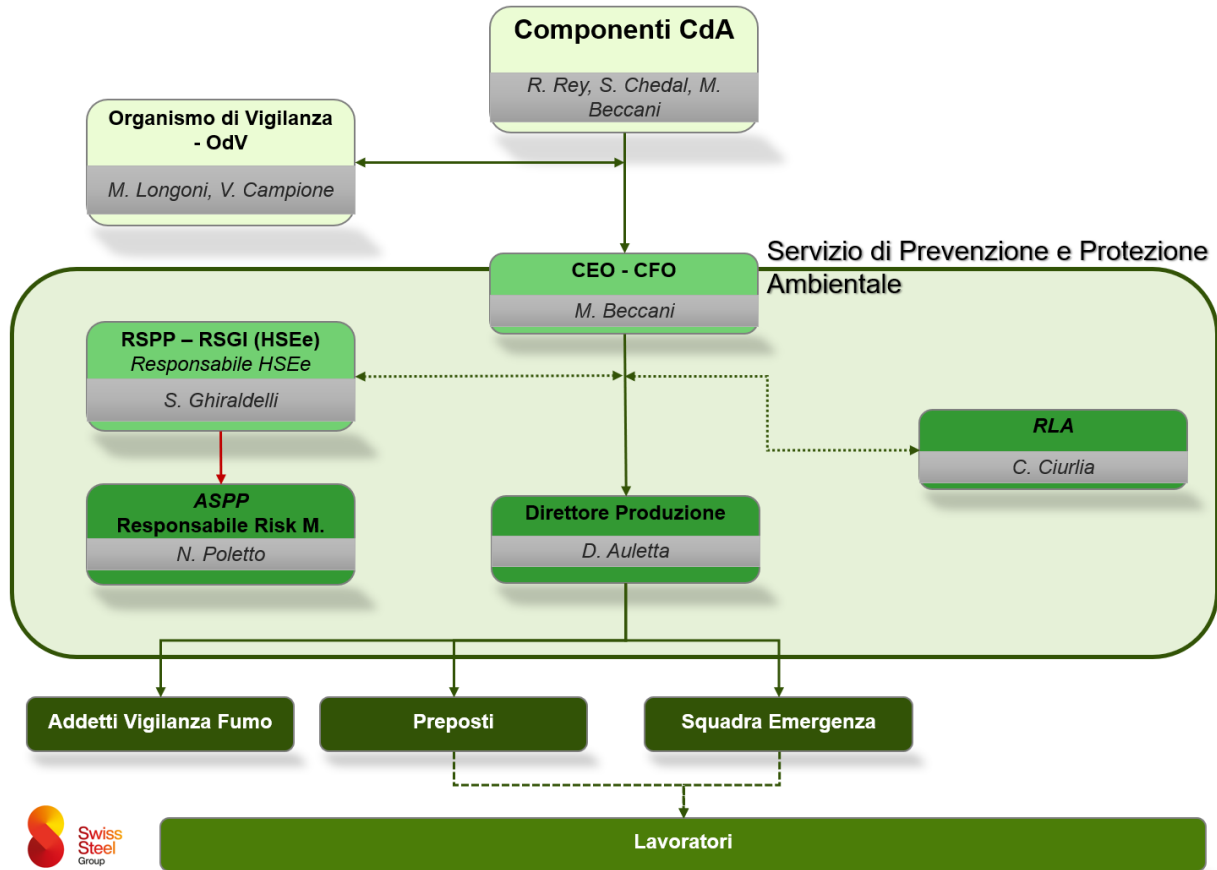 Componenti CdA
R. Rey, S. Chedal, M.
Beccani
Organismo di Vigilanza
- OdV
M. Longoni, V. Campione
Servizio di Prevenzione e Protezione
Ambientale
CEO - CFO
M. Beccani
RSPP – RSGI (HSEe)
Responsabile HSEe
S. Ghiraldelli
RLA
C. Ciurlia
ASPP
Responsabile Risk M.
N. Poletto
Direttore Produzione
D. Auletta
Addetti Vigilanza Fumo
Preposti
Squadra Emergenza
Swiss
Steel
Group
Lavoratori